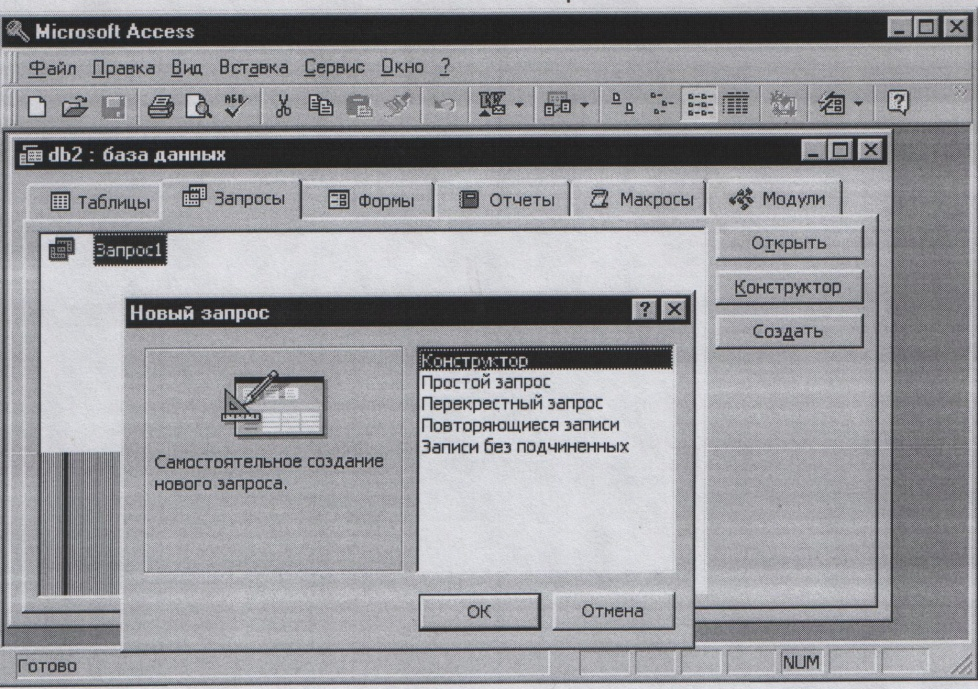 Microsoft Access
Файл Правка Вид Вставка Сервис Окно ?
db2 : база данных
Таблицы Запросы Формы Отчеты Макросы Модули
Запрос1
Открыть
Конструктор
Создать
Новый запрос
Конструктор
Простой запрос
Перекрестный запрос
Повторяющиеся записи
Записи без подчиненных
Самостоятельное создание
нового запроса.
ОК Отмена
Готово NUM